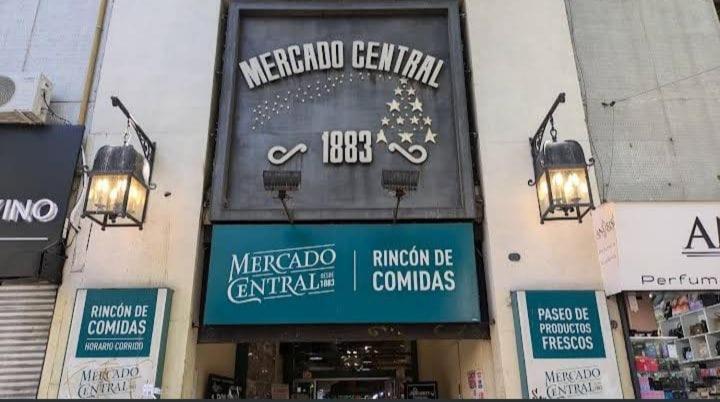 MERCADO CENTRAL
1883
MERCADO
CENTRAL
DESDE
1883
RINCÓN DE
COMIDAS
VINO
RINCÓN DE
COMIDAS
HORARIO CORRIDO
MERCADO
CENTRAL
PASEO DE
PRODUCTOS
FRESCOS
MERCADO
CENTRAL
Perfum